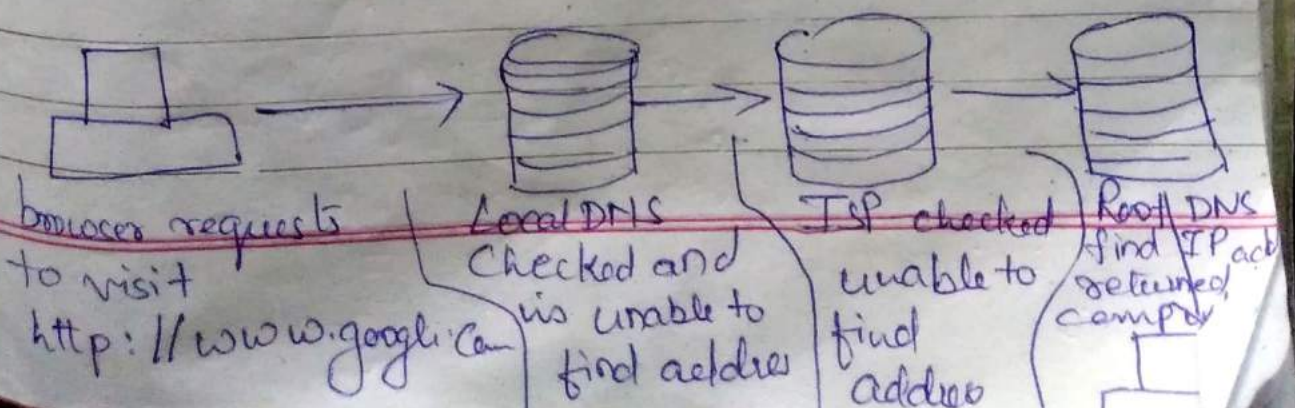 browser requests
to visit
http://www.googli.Com
Local DNS
Checked and
is unable to
find addres
ISP checked
unable to
find
address
Root DNS
find IP add
returned